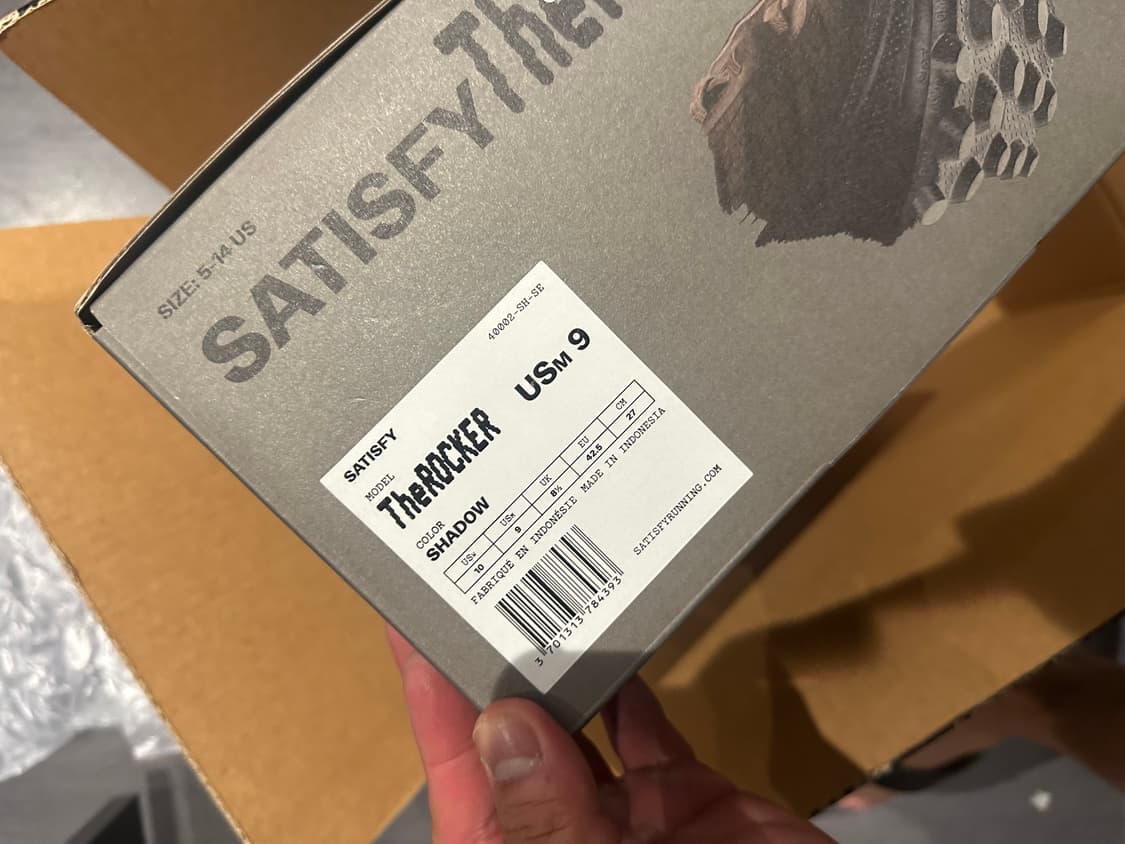 SIZE: 5-14 US
SATISFY The
40002-SH-SE
SATISFY
USM 9
MODEL
TheROCKER
COLOR
SHADOW
USW USM UK EU CM
10 9 8½ 42.5 27
FABRIQUÉ EN INDONÉSIE MADE IN INDONESIA
3 701313 784393
SATISFYRUNNING.COM